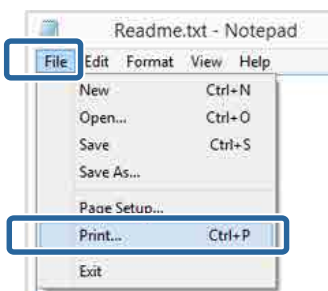 Readme.txt - Notepad
File Edit Format View Help
New Ctrl+N
Open... Ctrl+O
Save Ctrl+S
Save As...
Page Setup...
Print... Ctrl+P
Exit